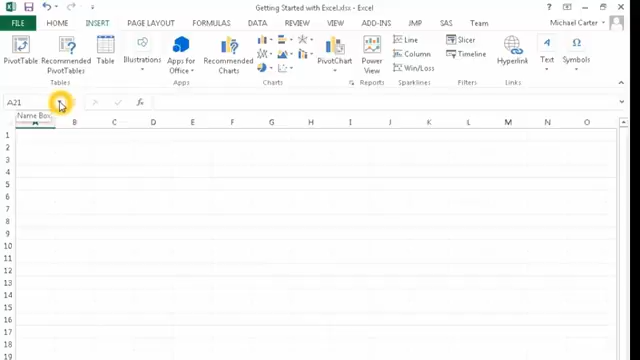 Getting Started with Excel.xlsx - Excel
FILE HOME INSERT PAGE LAYOUT FORMULAS DATA REVIEW VIEW ADD-INS JMP SAS Team Michael Carter
PivotTable Recommended PivotTables Table Illustrations Apps for Office Recommended Charts PivotChart Power View Line Column Win/Loss Slicer Timeline Hyperlink Text Symbols
Tables Apps Charts Reports Sparklines Filters Links
A21 fx
Name Box
A B C D E F G H I J K L M N O
1
2
3
4
5
6
7
8
9
10
11
12
13
14
15
16
17
18
19